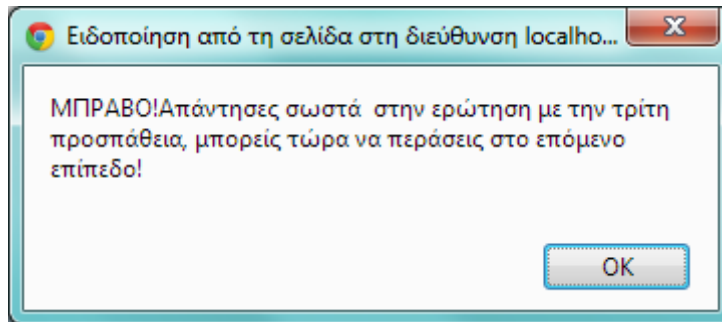 Ειδοποίηση από τη σελίδα στη διεύθυνση localho...
ΜΠΡΑΒΟ!Απάντησες σωστά  στην ερώτηση με την τρίτη
προσπάθεια, μπορείς τώρα να περάσεις στο επόμενο
επίπεδο!
OK